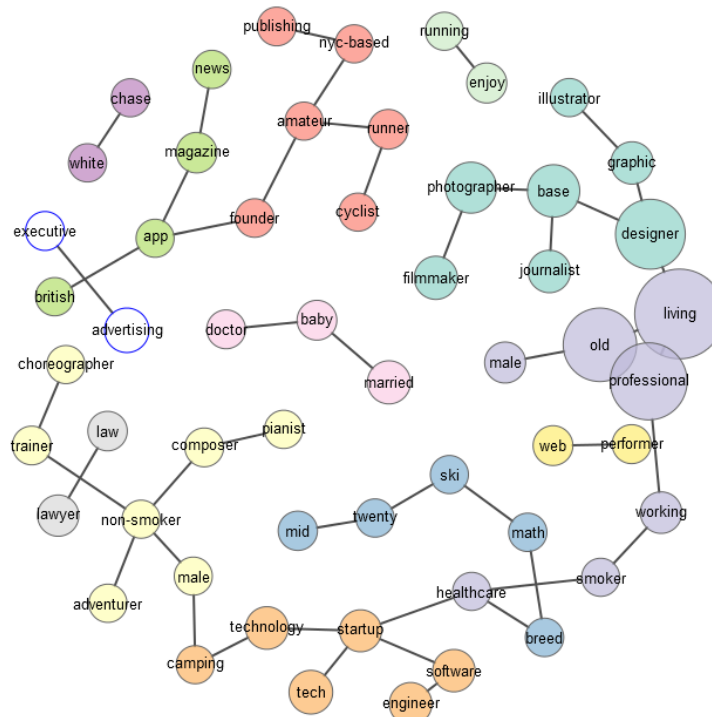 publishing
nyc-based
running
news
enjoy
chase
illustrator
amateur
runner
magazine
graphic
white
photographer
base
cyclist
founder
executive
app
designer
filmmaker
journalist
british
living
advertising
doctor
baby
old
male
choreographer
married
professional
law
pianist
trainer
composer
web
performer
ski
lawyer
non-smoker
mid
twenty
math
working
male
smoker
adventurer
healthcare
technology
startup
breed
camping
software
tech
engineer